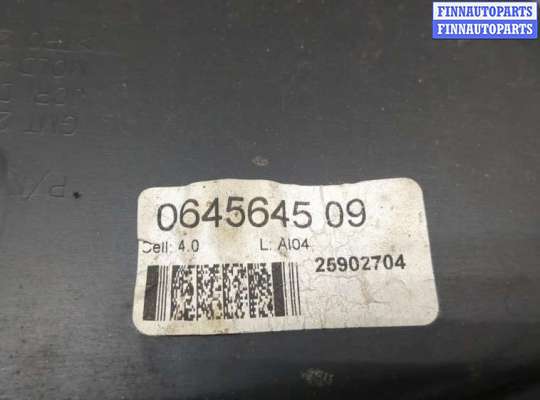 FINNAUTOPARTS
FINNAUTOPARTS
0645645 09
Cell: 4.0 L: AI04
25902704